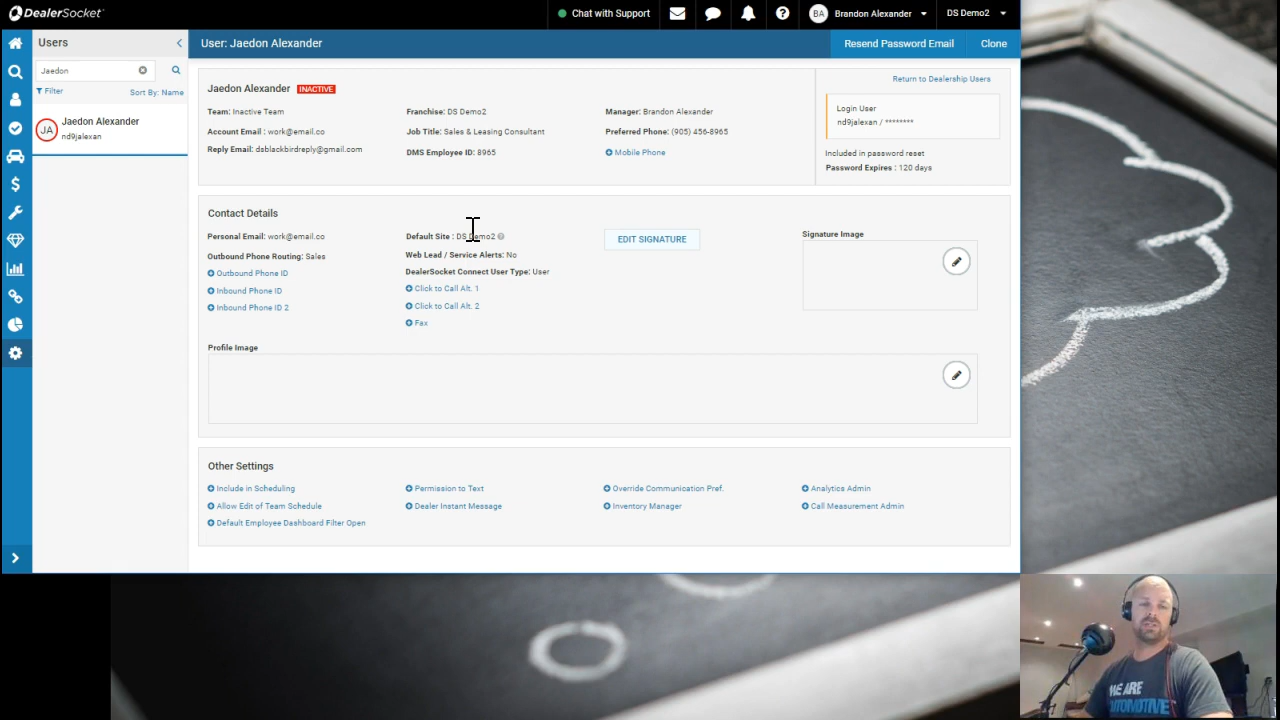 DealerSocket
Chat with Support
BA Brandon Alexander
DS Demo2
Users
User: Jaedon Alexander
Resend Password Email
Clone
Jaedon
Filter
Sort By: Name
JA
Jaedon Alexander
nd9jalexan
Jaedon Alexander INACTIVE
Team: Inactive Team
Franchise: DS Demo2
Manager: Brandon Alexander
Account Email : work@email.co
Job Title: Sales & Leasing Consultant
Preferred Phone: (905) 456-8965
Reply Email: dsblackbirdreply@gmail.com
DMS Employee ID: 8965
Mobile Phone
Return to Dealership Users
Login User
nd9jalexan / ********
Included in password reset
Password Expires : 120 days
Contact Details
Personal Email: work@email.co
Outbound Phone Routing: Sales
Outbound Phone ID
Inbound Phone ID
Inbound Phone ID 2
Default Site : DS Demo2
Web Lead / Service Alerts: No
DealerSocket Connect User Type: User
Click to Call Alt. 1
Click to Call Alt. 2
Fax
EDIT SIGNATURE
Signature Image
Profile Image
Other Settings
Include in Scheduling
Permission to Text
Override Communication Pref.
Analytics Admin
Allow Edit of Team Schedule
Dealer Instant Message
Inventory Manager
Call Measurement Admin
Default Employee Dashboard Filter Open
WE ARE
AUTOMOTIVE